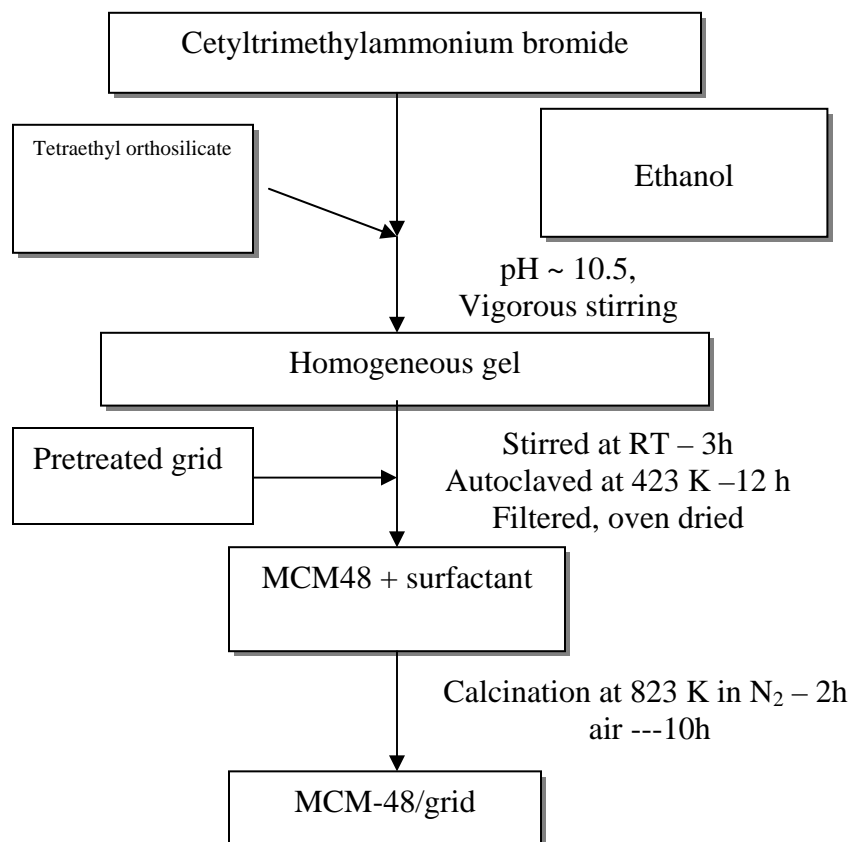 Cetyltrimethylammonium bromide
Tetraethyl orthosilicate
Ethanol
pH ~ 10.5,
Vigorous stirring
Homogeneous gel
Pretreated grid
Stirred at RT – 3h
Autoclaved at 423 K –12 h
Filtered, oven dried
MCM48 + surfactant
Calcination at 823 K in N₂ – 2h
air ---10h
MCM-48/grid